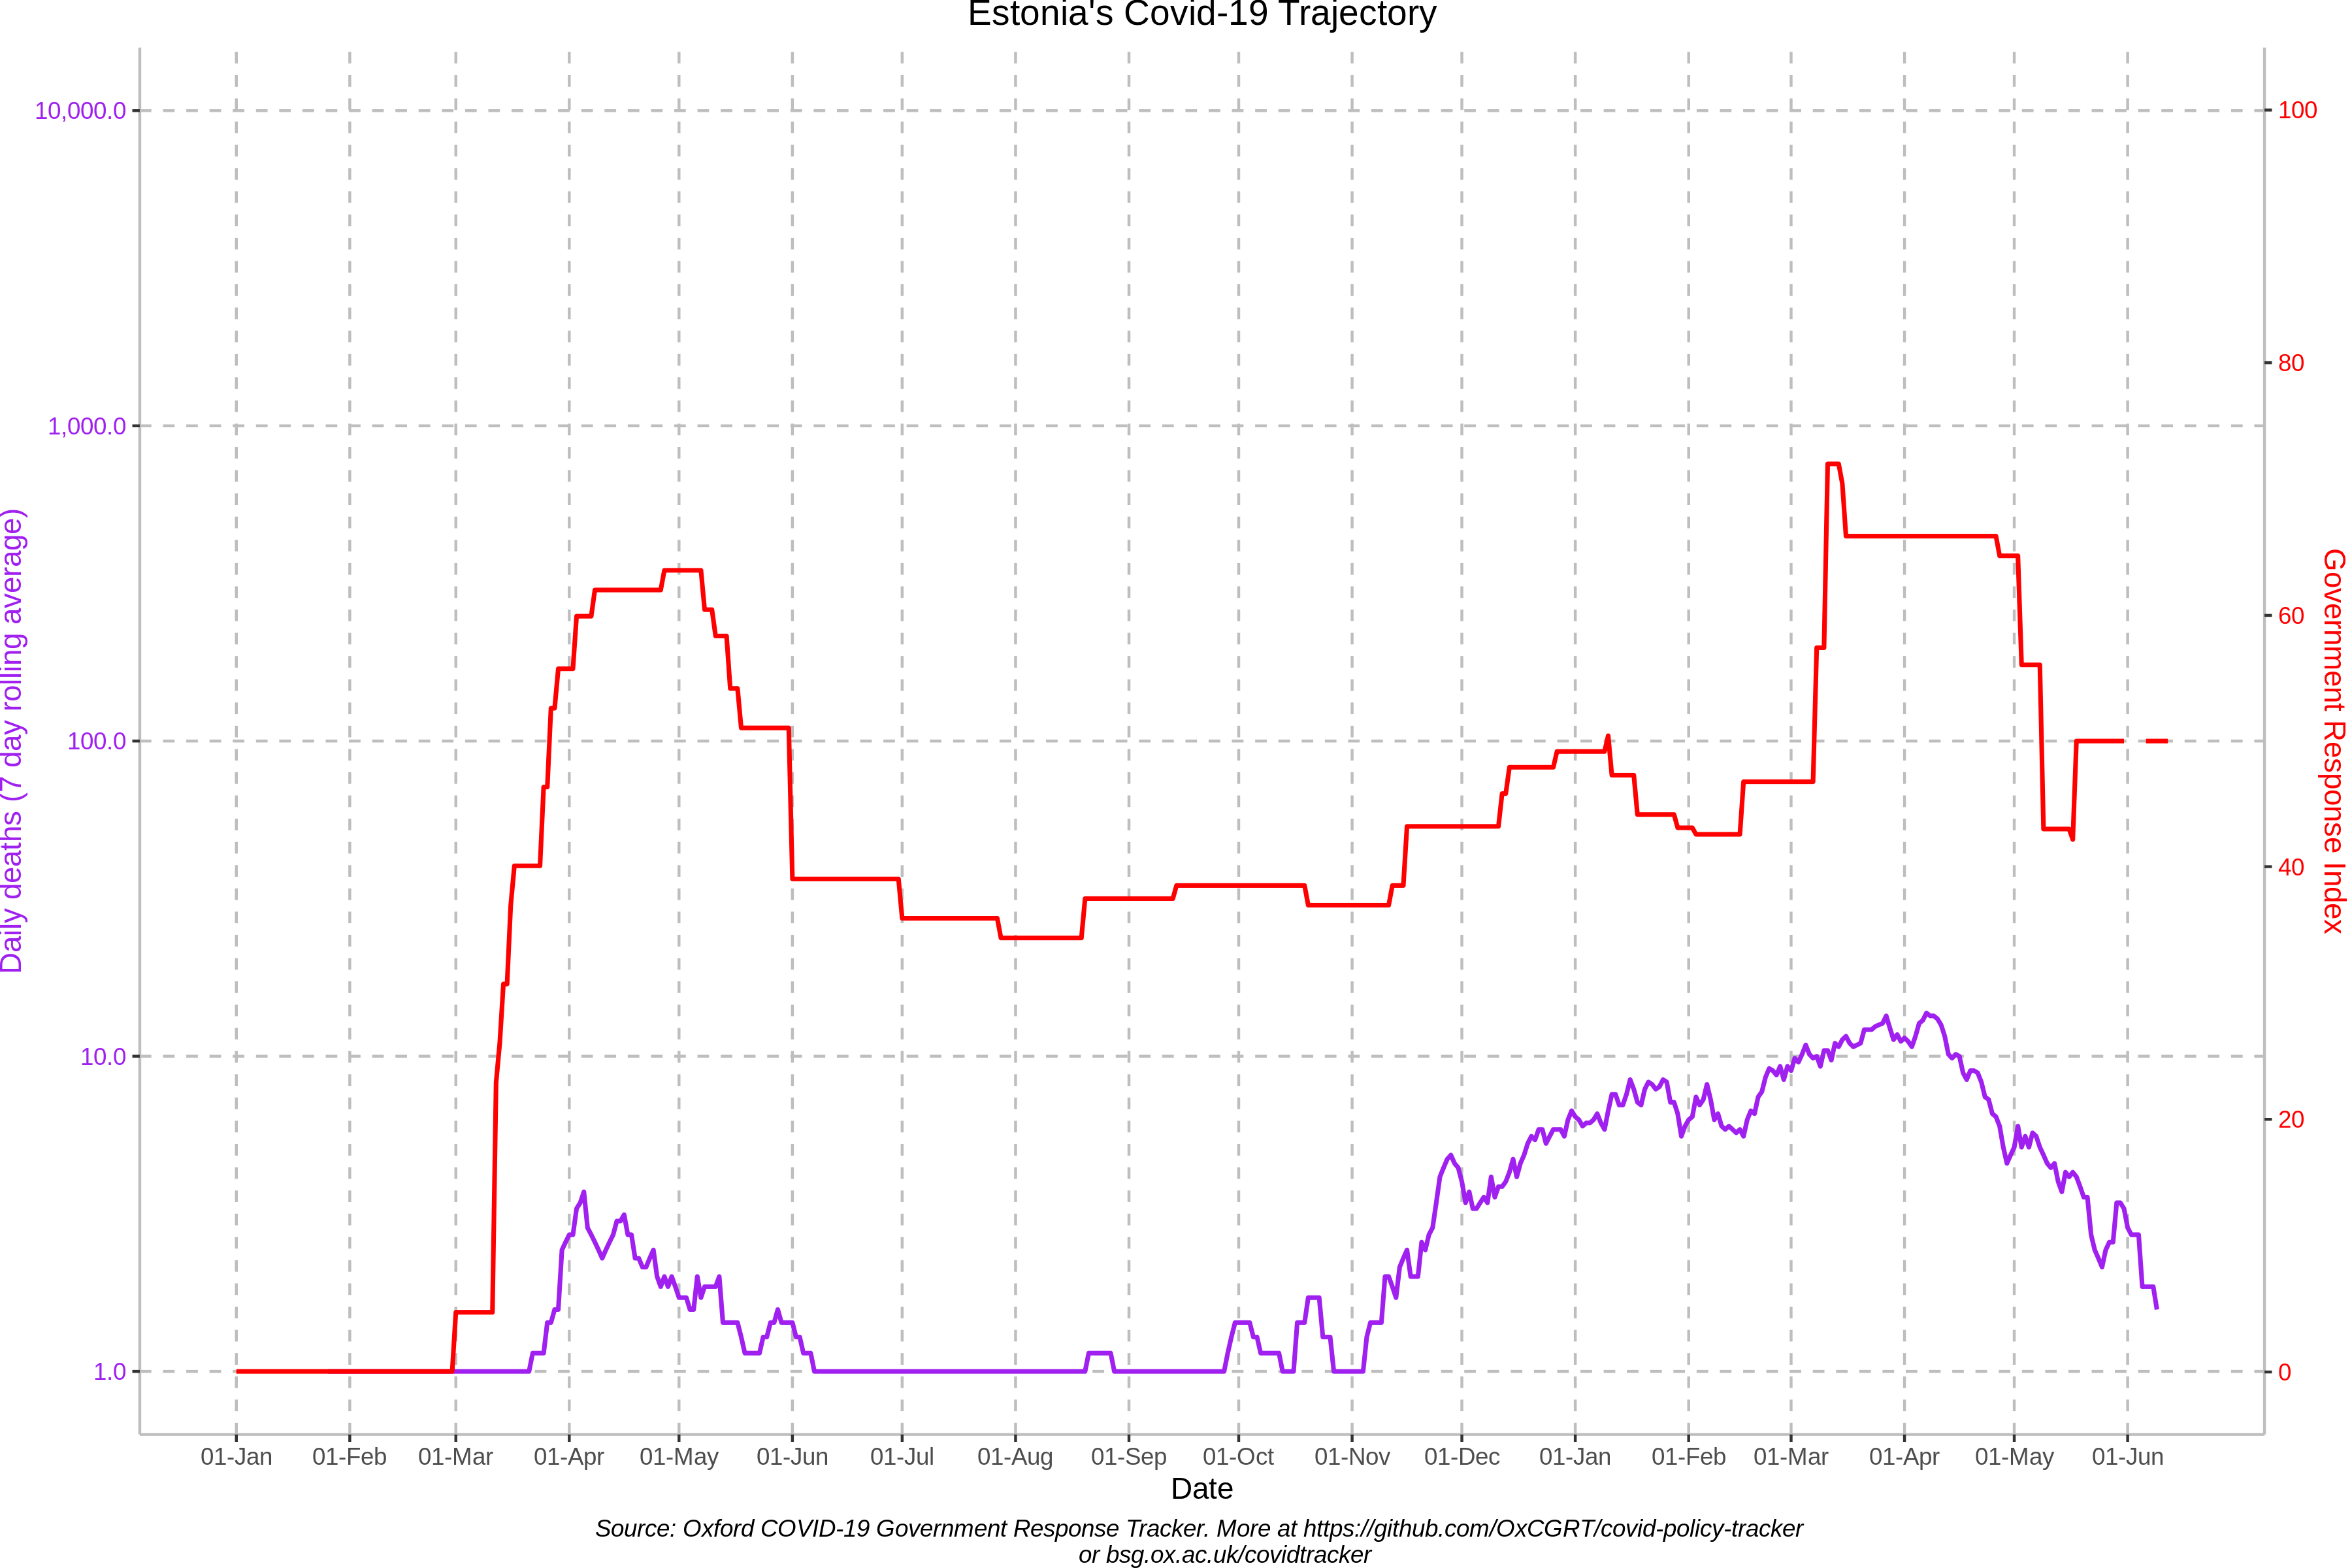 Estonia's Covid-19 Trajectory
10,000.0
1,000.0
100.0
10.0
1.0
Daily deaths (7 day rolling average)
100
80
60
40
20
0
Government Response Index
01-Jan 01-Feb 01-Mar 01-Apr 01-May 01-Jun 01-Jul 01-Aug 01-Sep 01-Oct 01-Nov 01-Dec 01-Jan 01-Feb 01-Mar 01-Apr 01-May 01-Jun
Date
Source: Oxford COVID-19 Government Response Tracker. More at https://github.com/OxCGRT/covid-policy-tracker
or bsg.ox.ac.uk/covidtracker